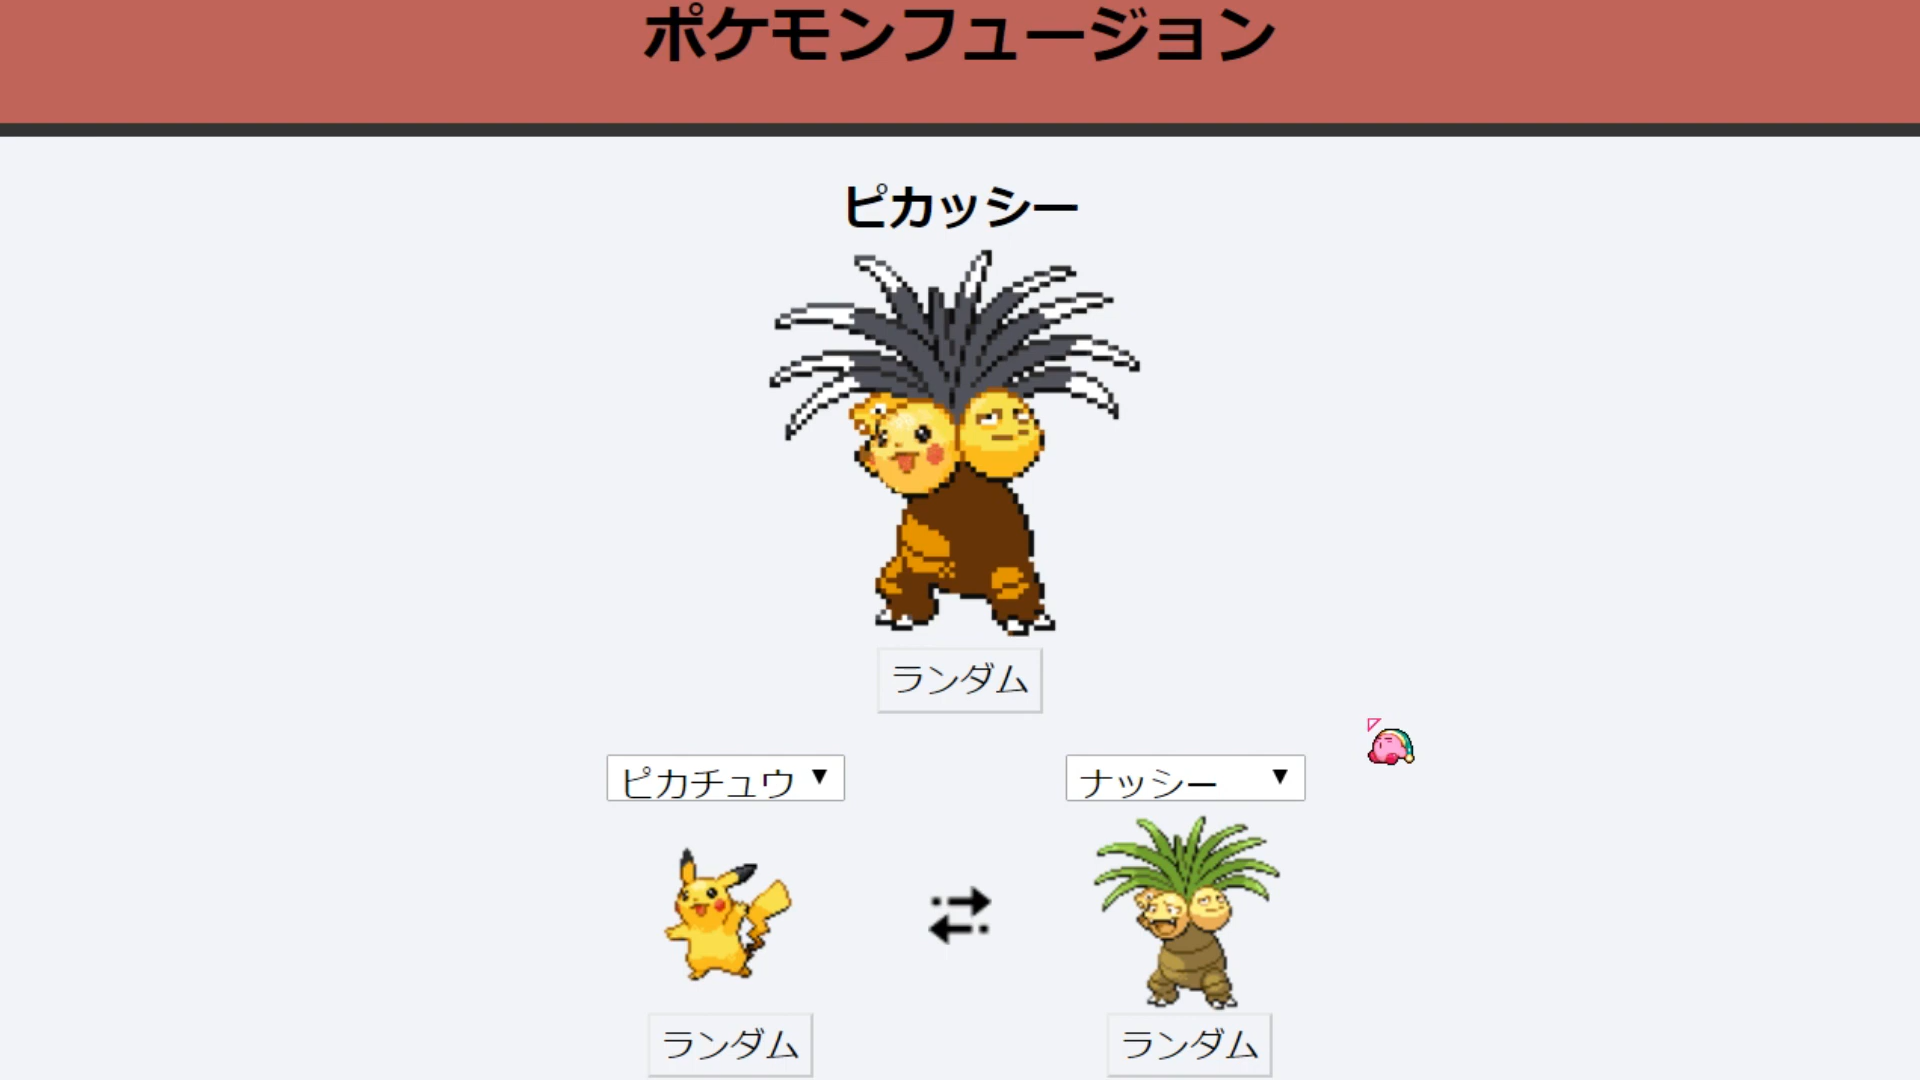 ポケモンフュージョン
ピカッシー
ランダム
ピカチュウ
ナッシー
ランダム
ランダム